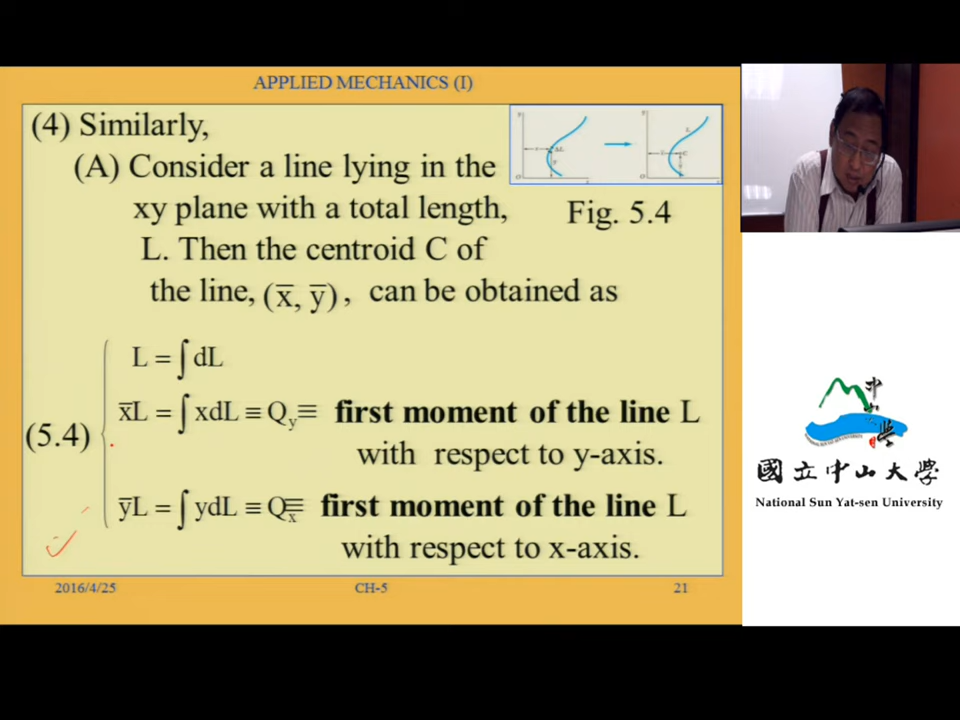 APPLIED MECHANICS (I)
(4) Similarly,
(A) Consider a line lying in the
xy plane with a total length,
Fig. 5.4
L. Then the centroid C of
the line, (x̅, y̅), can be obtained as
L = ∫dL
(5.4)
x̅L = ∫xdL ≡ Q_y ≡ first moment of the line L
with respect to y-axis.
y̅L = ∫ydL ≡ Q_x ≡ first moment of the line L
with respect to x-axis.
2016/4/25
CH-5
21
國立中山大學
National Sun Yat-sen University